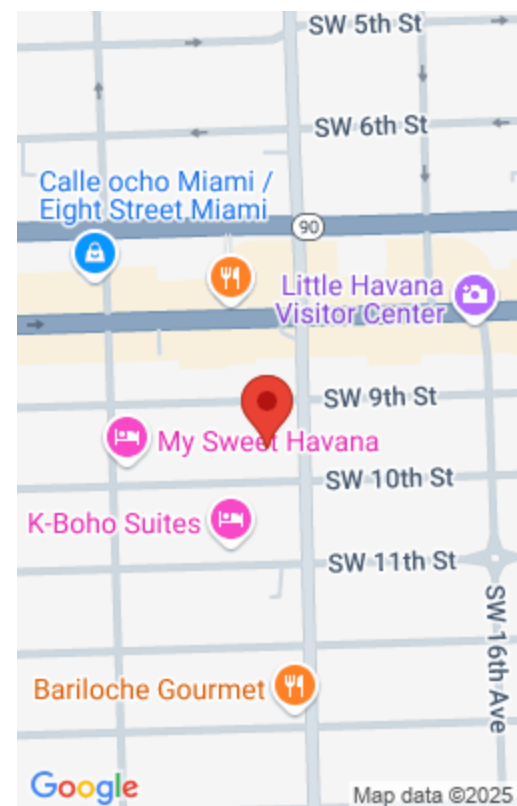 SW 5th St
SW 6th St
Calle ocho Miami /
Eight Street Miami
90
Little Havana
Visitor Center
SW 9th St
My Sweet Havana
SW 10th St
K-Boho Suites
SW 11th St
SW 16th Ave
Bariloche Gourmet
Google
Map data ©2025